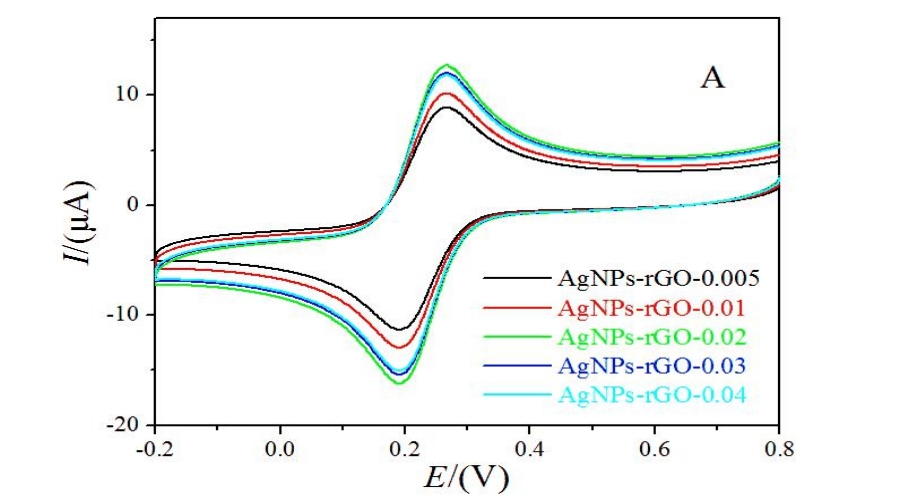 A
10
0
-10
-20
I/(μA)
AgNPs-rGO-0.005
AgNPs-rGO-0.01
AgNPs-rGO-0.02
AgNPs-rGO-0.03
AgNPs-rGO-0.04
-0.2 0.0 0.2 0.4 0.6 0.8
E/(V)